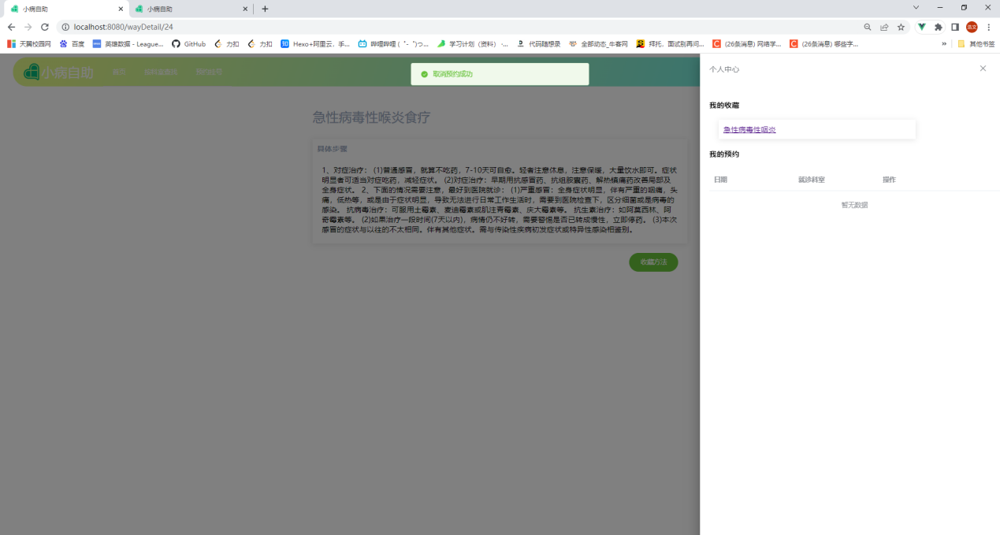 小病自助
小病自助
localhost:8080/wayDetail/24
天翼校园网
百度
英雄数据 - League...
GitHub
力扣
力扣
Hexo+阿里云，手...
哔哩哔哩 (゜-゜)つ...
学习计划（资料）-...
代码随想录
全部动态_牛客网
拜托，面试别再问...
(26条消息) 网络学...
(26条消息) 哪些字...
»
其他书签
小病自助
首页
按科室查找
预约挂号
取消预约成功
急性病毒性喉炎食疗
具体步骤
1、对症治疗： (1)普通感冒，就算不吃药，7-10天可自愈。轻者注意休息，注意保暖，大量饮水即可。症状
明显者可适当对症吃药，减轻症状。 (2)对症治疗：早期用抗感冒药、抗组胺囊药、解热镇痛药改善局部及
全身症状。 2、下面的情况需要注意，最好到医院就诊： (1)严重感冒：全身症状明显，伴有严重的咽痛，头
痛，低热等，或是由于症状明显，导致无法进行日常工作生活时，需要到医院检查下，区分细菌或是病毒的
感染。 抗病毒治疗：可服用土霉素、麦迪霉素或肌注青霉素、庆大霉素等。 抗生素治疗：如阿莫西林、阿
奇霉素等。 (2)如果治疗一段时间(7天以内)，病情仍不好转，需要警惕是否已转成慢性，立即停药。 (3)本次
感冒的症状与以往的不太相同。伴有其他症状。需与传染性疾病初发症状或特异性感染相鉴别。
收藏方法
个人中心
我的收藏
急性病毒性咽炎
我的预约
日期
就诊科室
操作
暂无数据